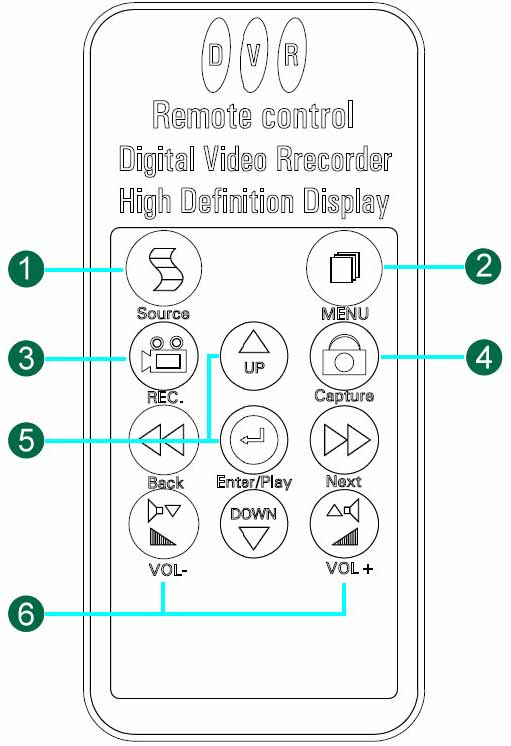 D V R
Remote control
Digital Video Rrecorder
High Definition Display
1
2
Source
MENU
3
4
UP
REC.
Capture
5
Back
Enter/Play
Next
DOWN
VOL-
VOL+
6